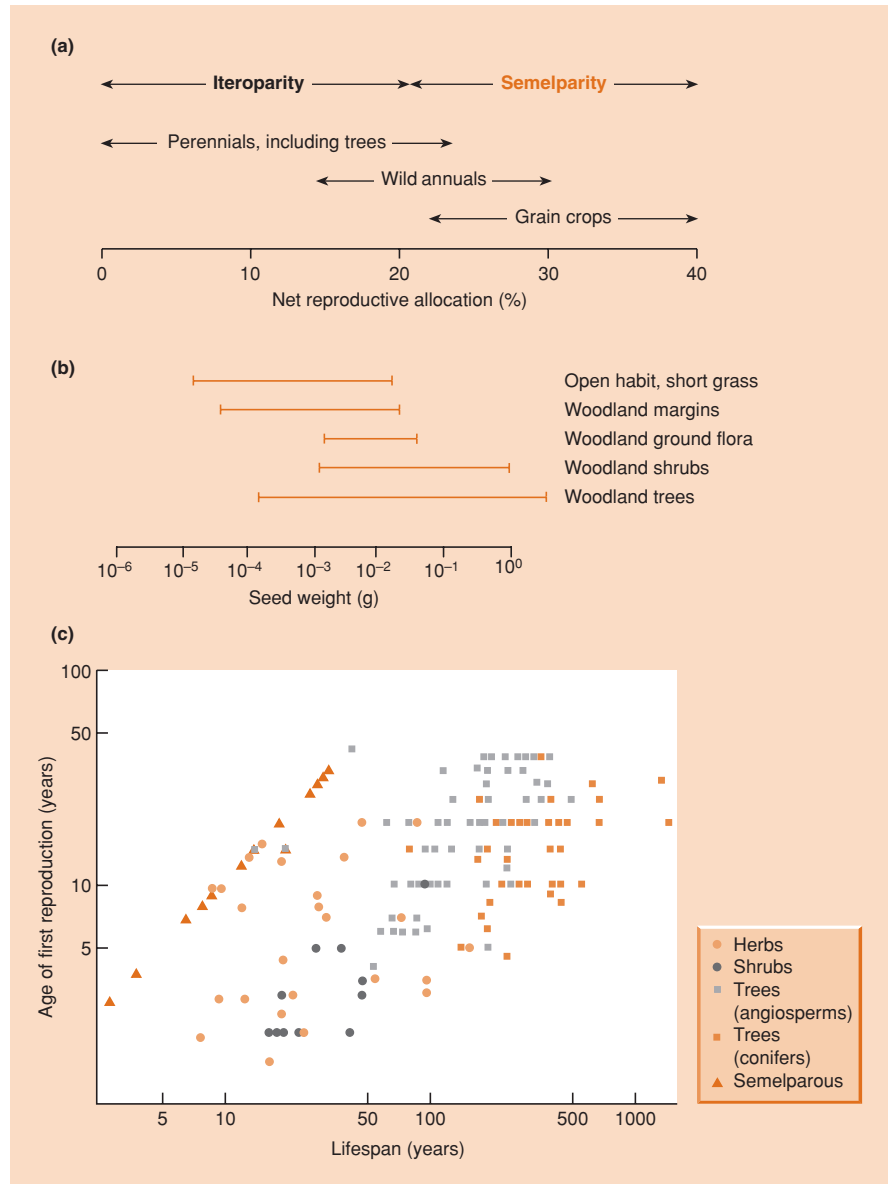 (a)
Iteroparity Semelparity
Perennials, including trees
Wild annuals
Grain crops
0 10 20 30 40
Net reproductive allocation (%)
(b)
Open habit, short grass
Woodland margins
Woodland ground flora
Woodland shrubs
Woodland trees
10⁻⁶ 10⁻⁵ 10⁻⁴ 10⁻³ 10⁻² 10⁻¹ 10⁰
Seed weight (g)
(c)
100
50
10
5
Age of first reproduction (years)
5 10 50 100 500 1000
Lifespan (years)
Herbs
Shrubs
Trees
(angiosperms)
Trees
(conifers)
Semelparous